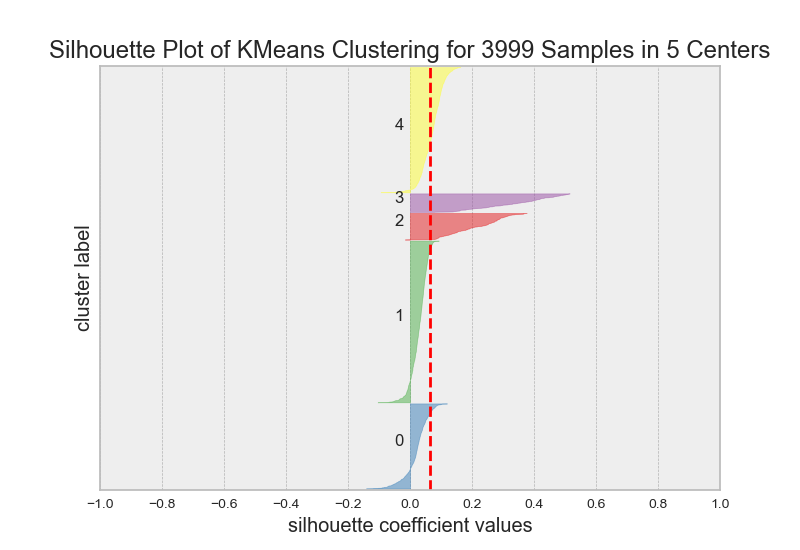 Silhouette Plot of KMeans Clustering for 3999 Samples in 5 Centers
4
3
2
1
0
cluster label
−1.0 −0.8 −0.6 −0.4 −0.2 0.0 0.2 0.4 0.6 0.8 1.0
silhouette coefficient values